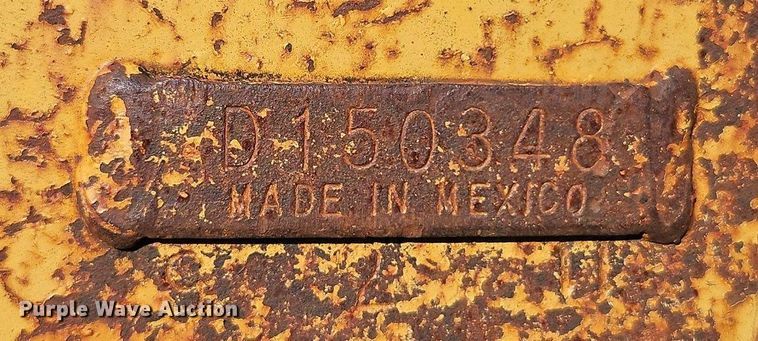 D150348
MADE IN MEXICO
Purple Wave Auction